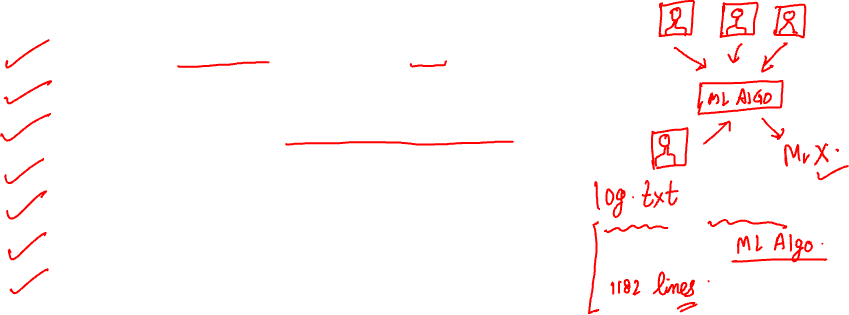 ML AlGO
Mr X.
log.txt
ML Algo.
1182 lines.